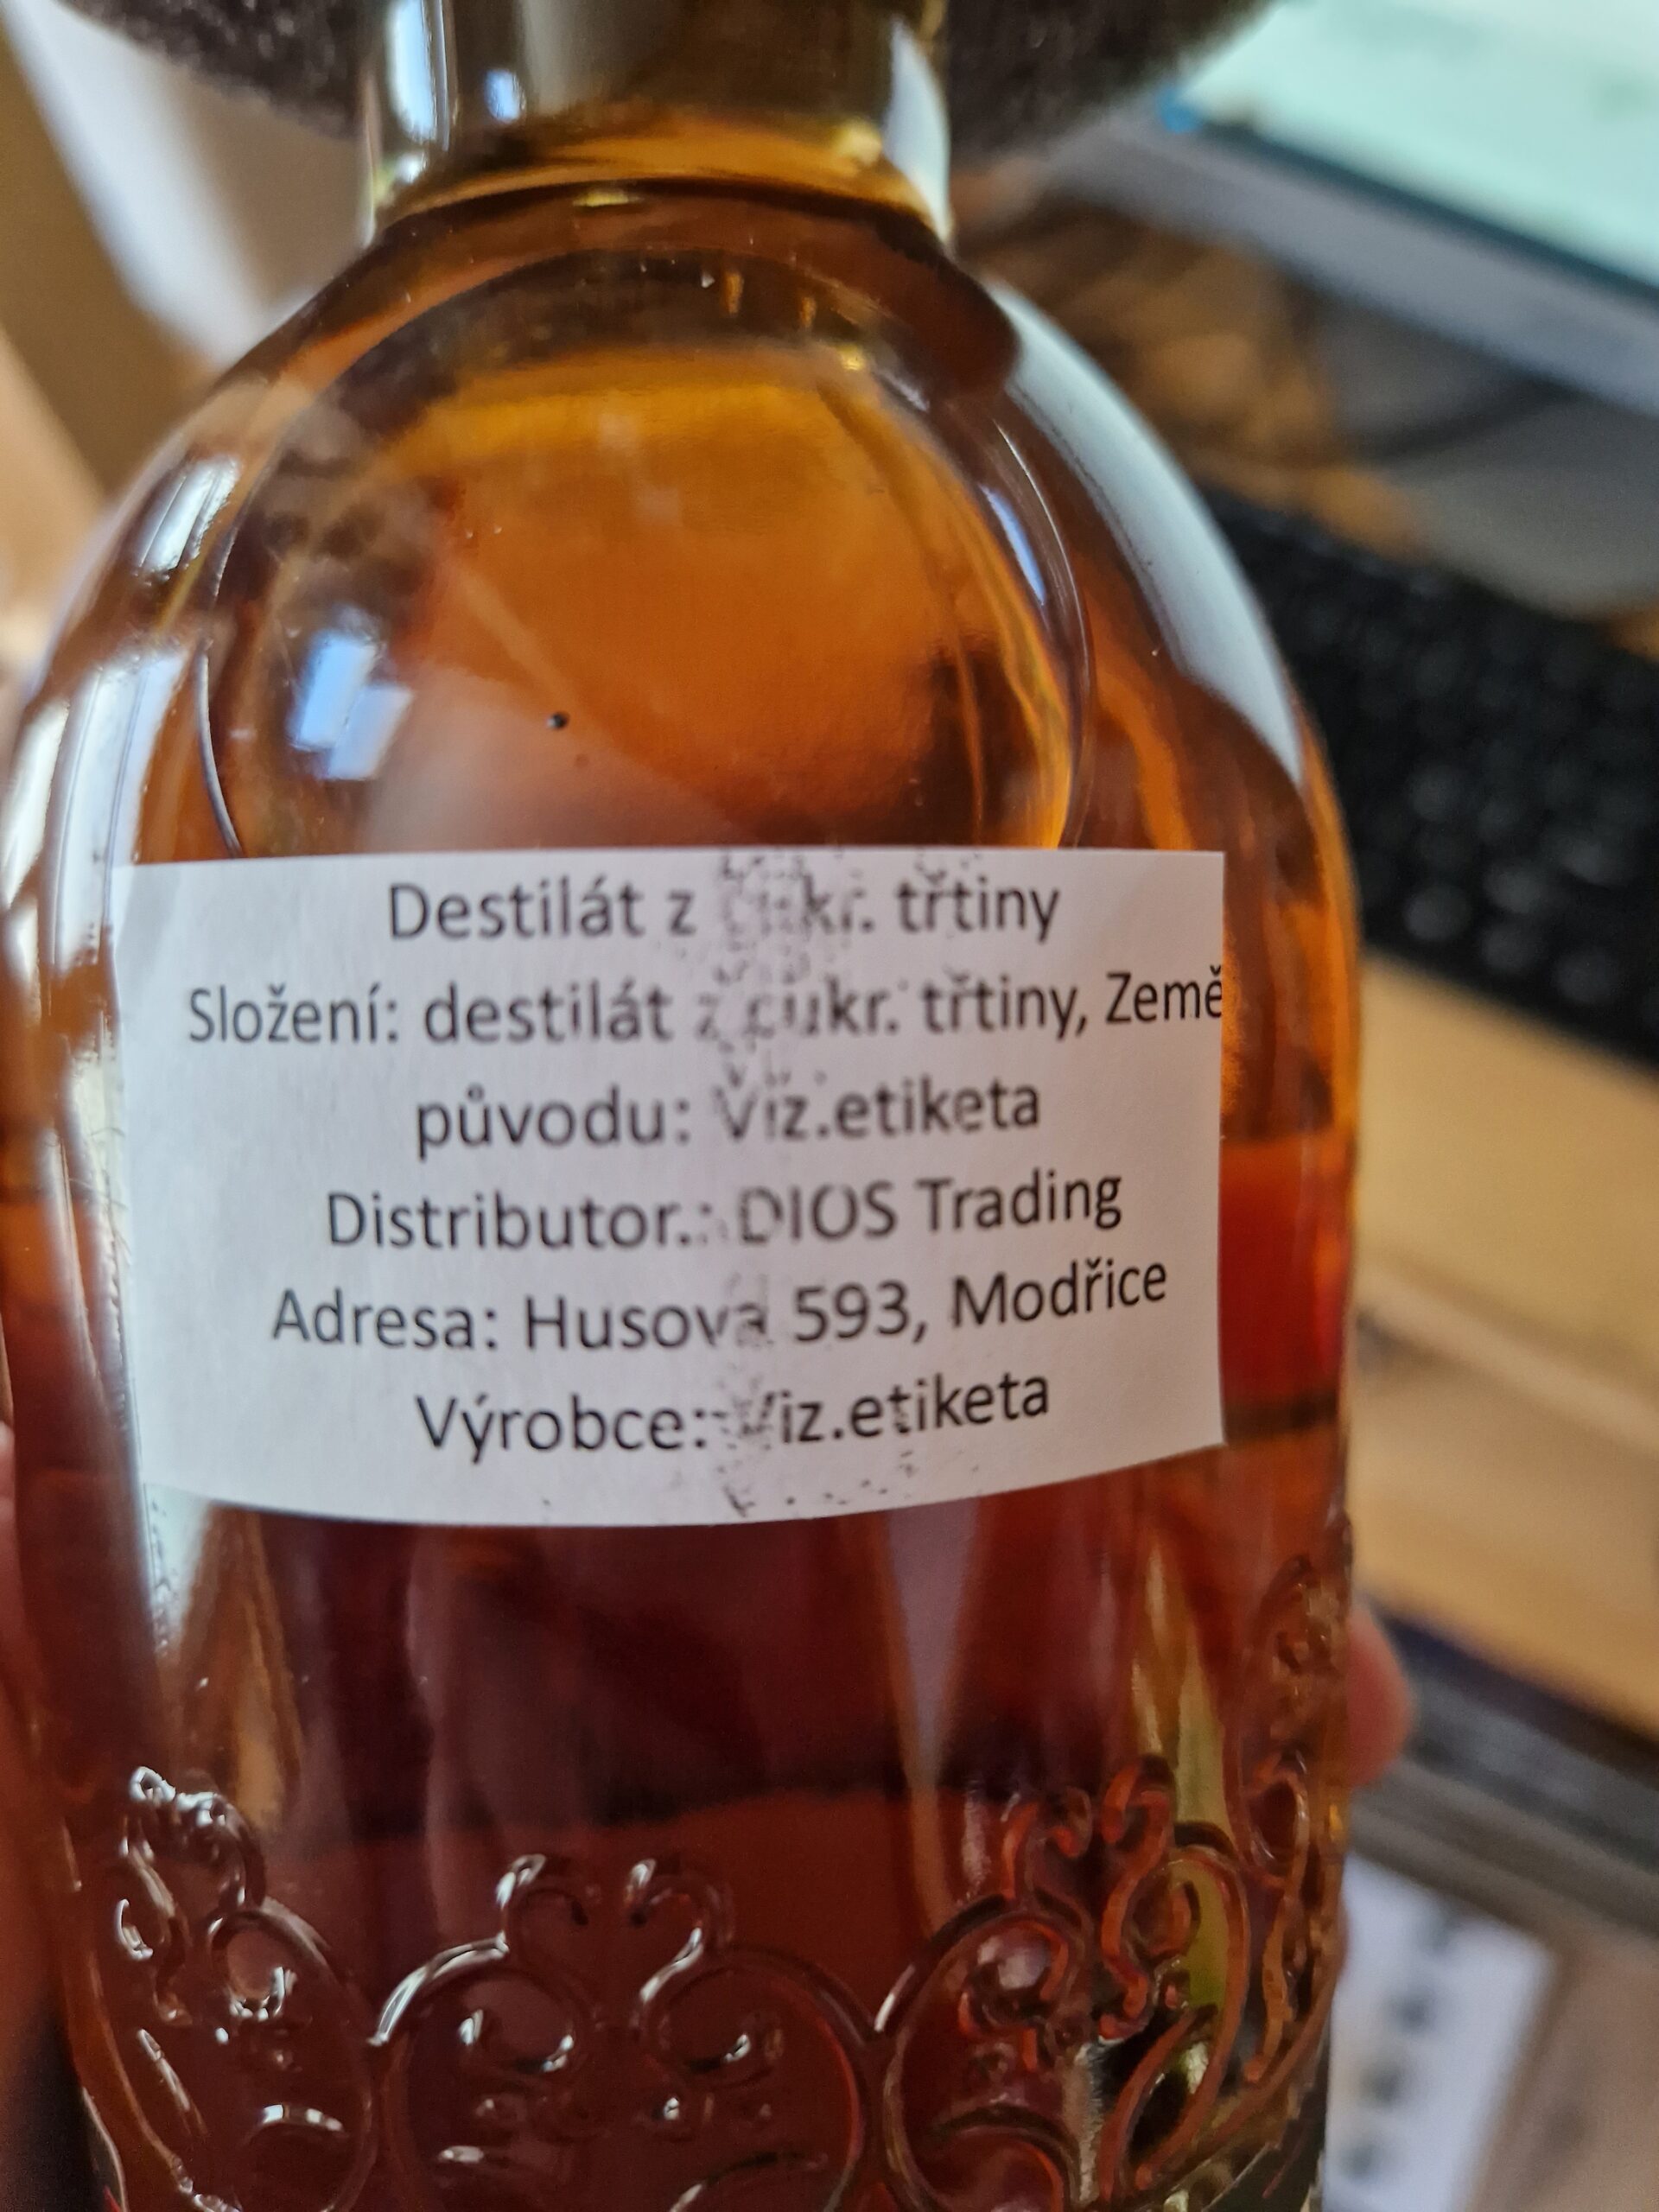 Destilát z cukr. třtiny
Složení: destilát z cukr. třtiny, Země
původu: Viz.etiketa
Distributor.: DIOS Trading
Adresa: Husova 593, Modřice
Výrobce: Viz.etiketa